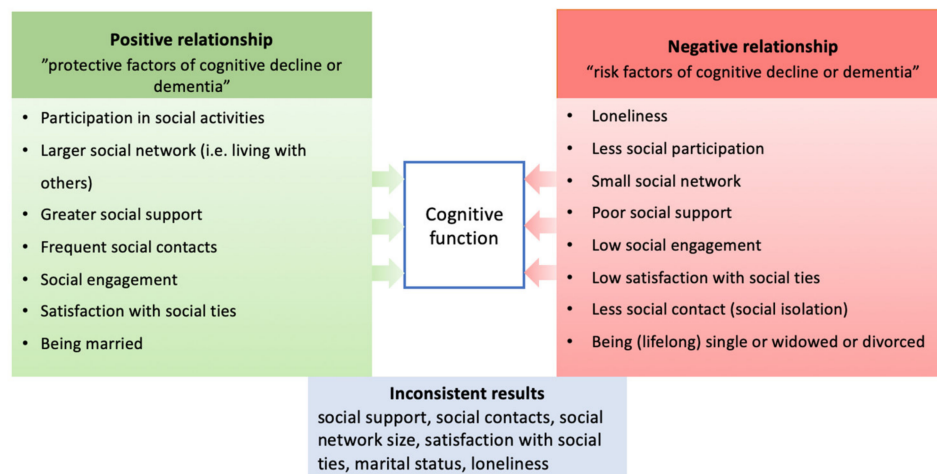 Positive relationship
”protective factors of cognitive decline or
dementia”
• Participation in social activities
• Larger social network (i.e. living with
others)
• Greater social support
• Frequent social contacts
• Social engagement
• Satisfaction with social ties
• Being married
Cognitive
function
Negative relationship
“risk factors of cognitive decline or dementia”
• Loneliness
• Less social participation
• Small social network
• Poor social support
• Low social engagement
• Low satisfaction with social ties
• Less social contact (social isolation)
• Being (lifelong) single or widowed or divorced
Inconsistent results
social support, social contacts, social
network size, satisfaction with social
ties, marital status, loneliness